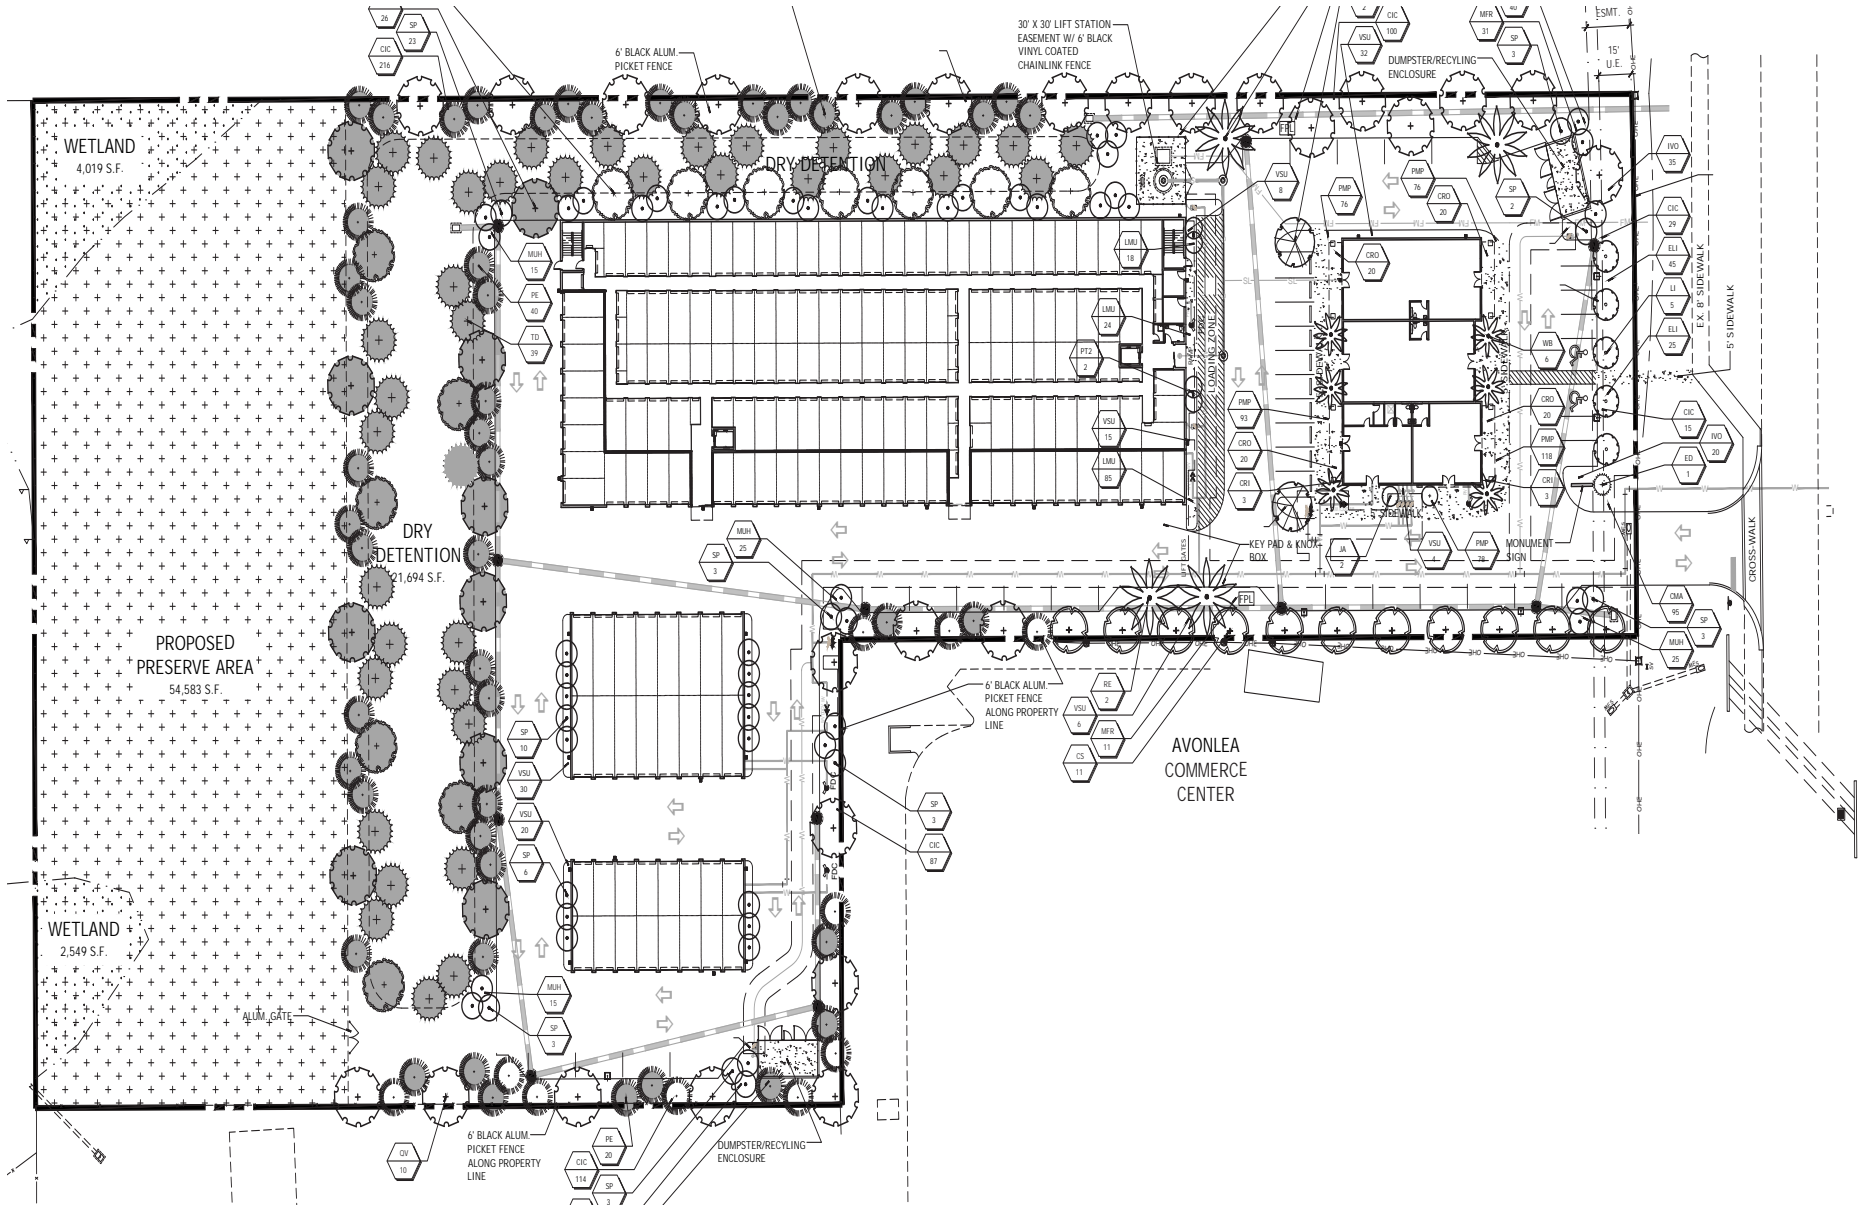 26
SP
23
CIC
216
6' BLACK ALUM.
PICKET FENCE
30' X 30' LIFT STATION
EASEMENT W/ 6' BLACK
VINYL COATED
CHAINLINK FENCE
2
CIC
100
VSU
32
MFR
31
40
SP
3
DUMPSTER/RECYLING
ENCLOSURE
ESMT.
15'
U.E.
WETLAND
4,019 S.F.
DRY DETENTION
FPL
VSU
8
PMP
76
PMP
76
CRO
20
SP
2
IVO
35
CIC
29
ELI
45
LI
5
ELI
25
EX. 8' SIDEWALK
5' SIDEWALK
MUH
15
PE
40
TD
39
LMU
18
LMU
24
PT2
2
VSU
15
LMU
85
LOADING ZONE
CRO
20
PMP
93
CRO
20
CRI
3
WB
6
CRO
20
PMP
118
CRI
3
CIC
15
IVO
20
ED
1
DRY
DETENTION
21,694 S.F.
MUH
25
SP
3
LIFT GATES
KEY PAD & KNOX
BOX
5' SIDEWALK
JA
2
VSU
4
PMP
78
MONUMENT
SIGN
CROSS-WALK
FPL
CMA
95
SP
3
MUH
25
PROPOSED
PRESERVE AREA
54,583 S.F.
SP
10
VSU
30
VSU
20
SP
6
6' BLACK ALUM.
PICKET FENCE
ALONG PROPERTY
LINE
RE
2
VSU
6
MFR
11
CS
11
AVONLEA
COMMERCE
CENTER
FDC
SP
3
CIC
87
FDC
WETLAND
2,549 S.F.
ALUM. GATE
MUH
15
SP
3
QV
10
6' BLACK ALUM.
PICKET FENCE
ALONG PROPERTY
LINE
PE
20
CIC
114
SP
3
DUMPSTER/RECYLING
ENCLOSURE